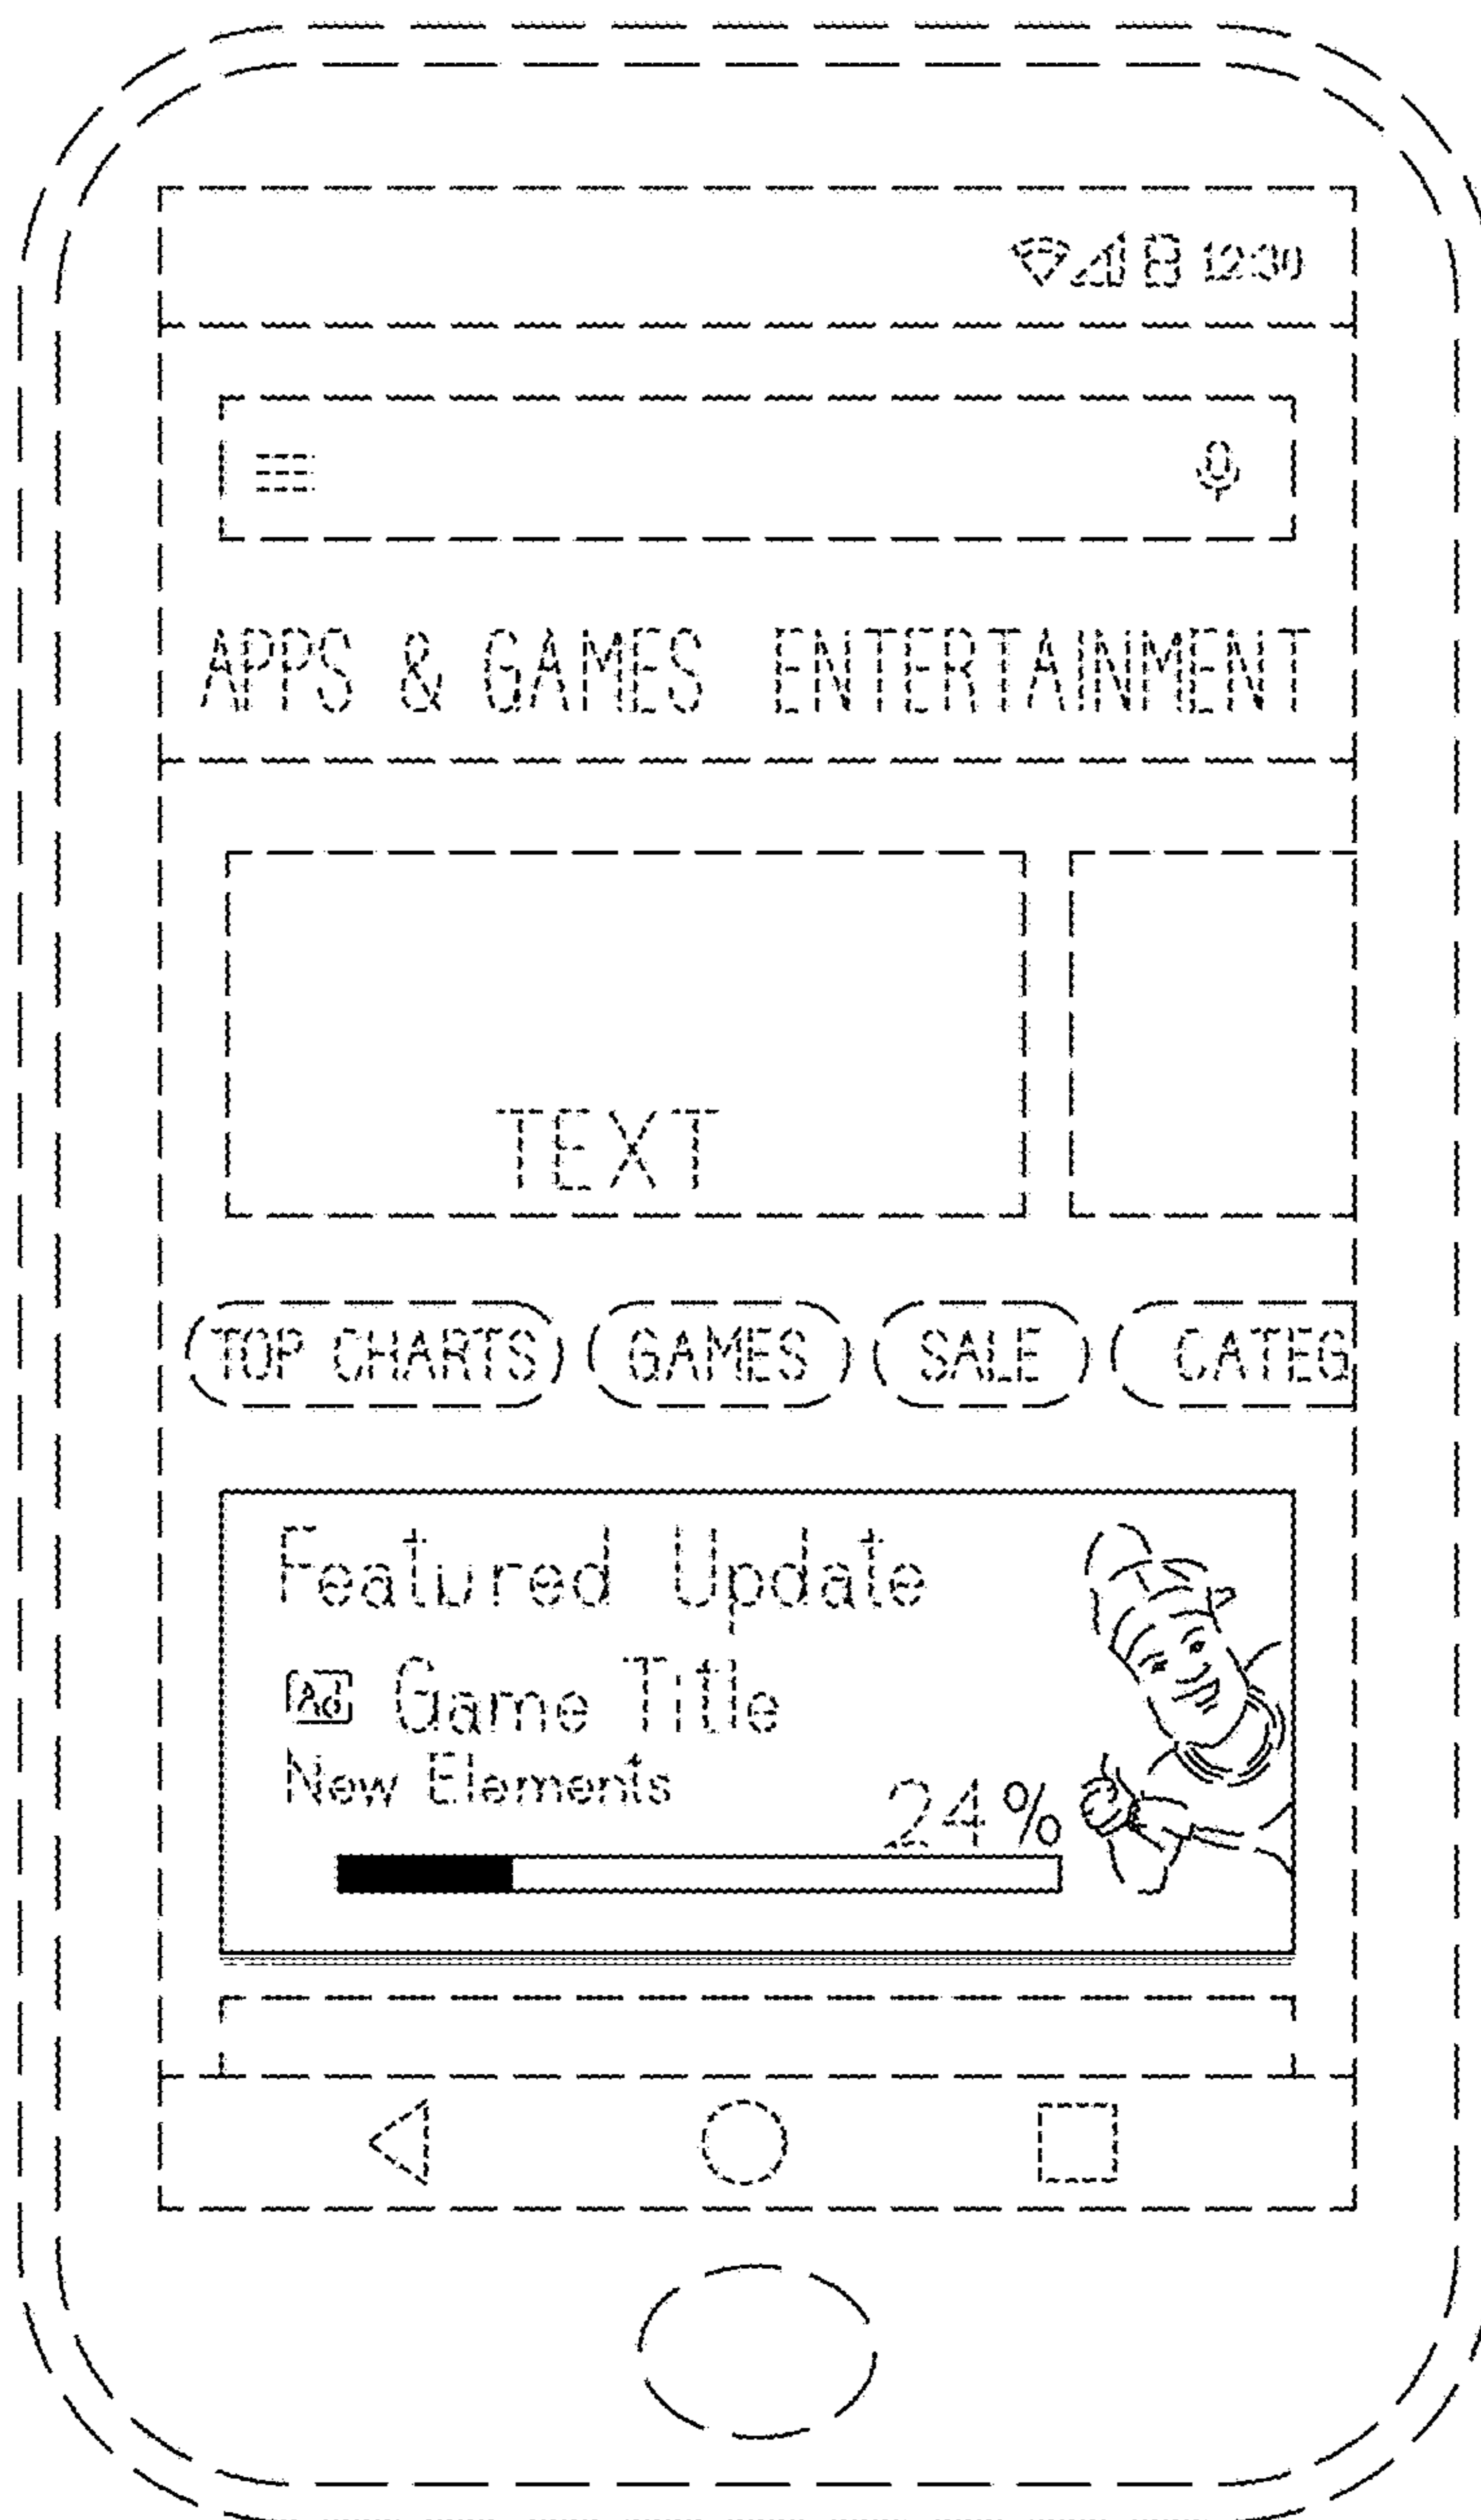 12:30
APPS & GAMES ENTERTAINMENT
TEXT
TOP CHARTS GAMES SALE CATEG
Featured Update
Ad Game Title
New Elements
24%